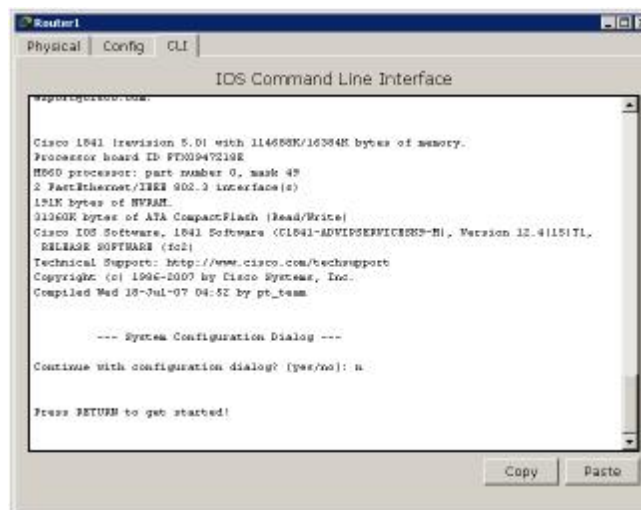 Router1
Physical Config CLI
IOS Command Line Interface
export@cisco.com.
Cisco 1841 (revision 5.0) with 114688K/16384K bytes of memory.
Processor board ID FTX0947Z18E
M860 processor: part number 0, mask 49
2 FastEthernet/IEEE 802.3 interface(s)
191K bytes of NVRAM.
31360K bytes of ATA CompactFlash (Read/Write)
Cisco IOS Software, 1841 Software (C1841-ADVIPSERVICESK9-M), Version 12.4(15)T1,
RELEASE SOFTWARE (fc2)
Technical Support: http://www.cisco.com/techsupport
Copyright (c) 1986-2007 by Cisco Systems, Inc.
Compiled Wed 18-Jul-07 04:52 by pt_team
--- System Configuration Dialog ---
Continue with configuration dialog? [yes/no]: n
Press RETURN to get started!
Copy Paste